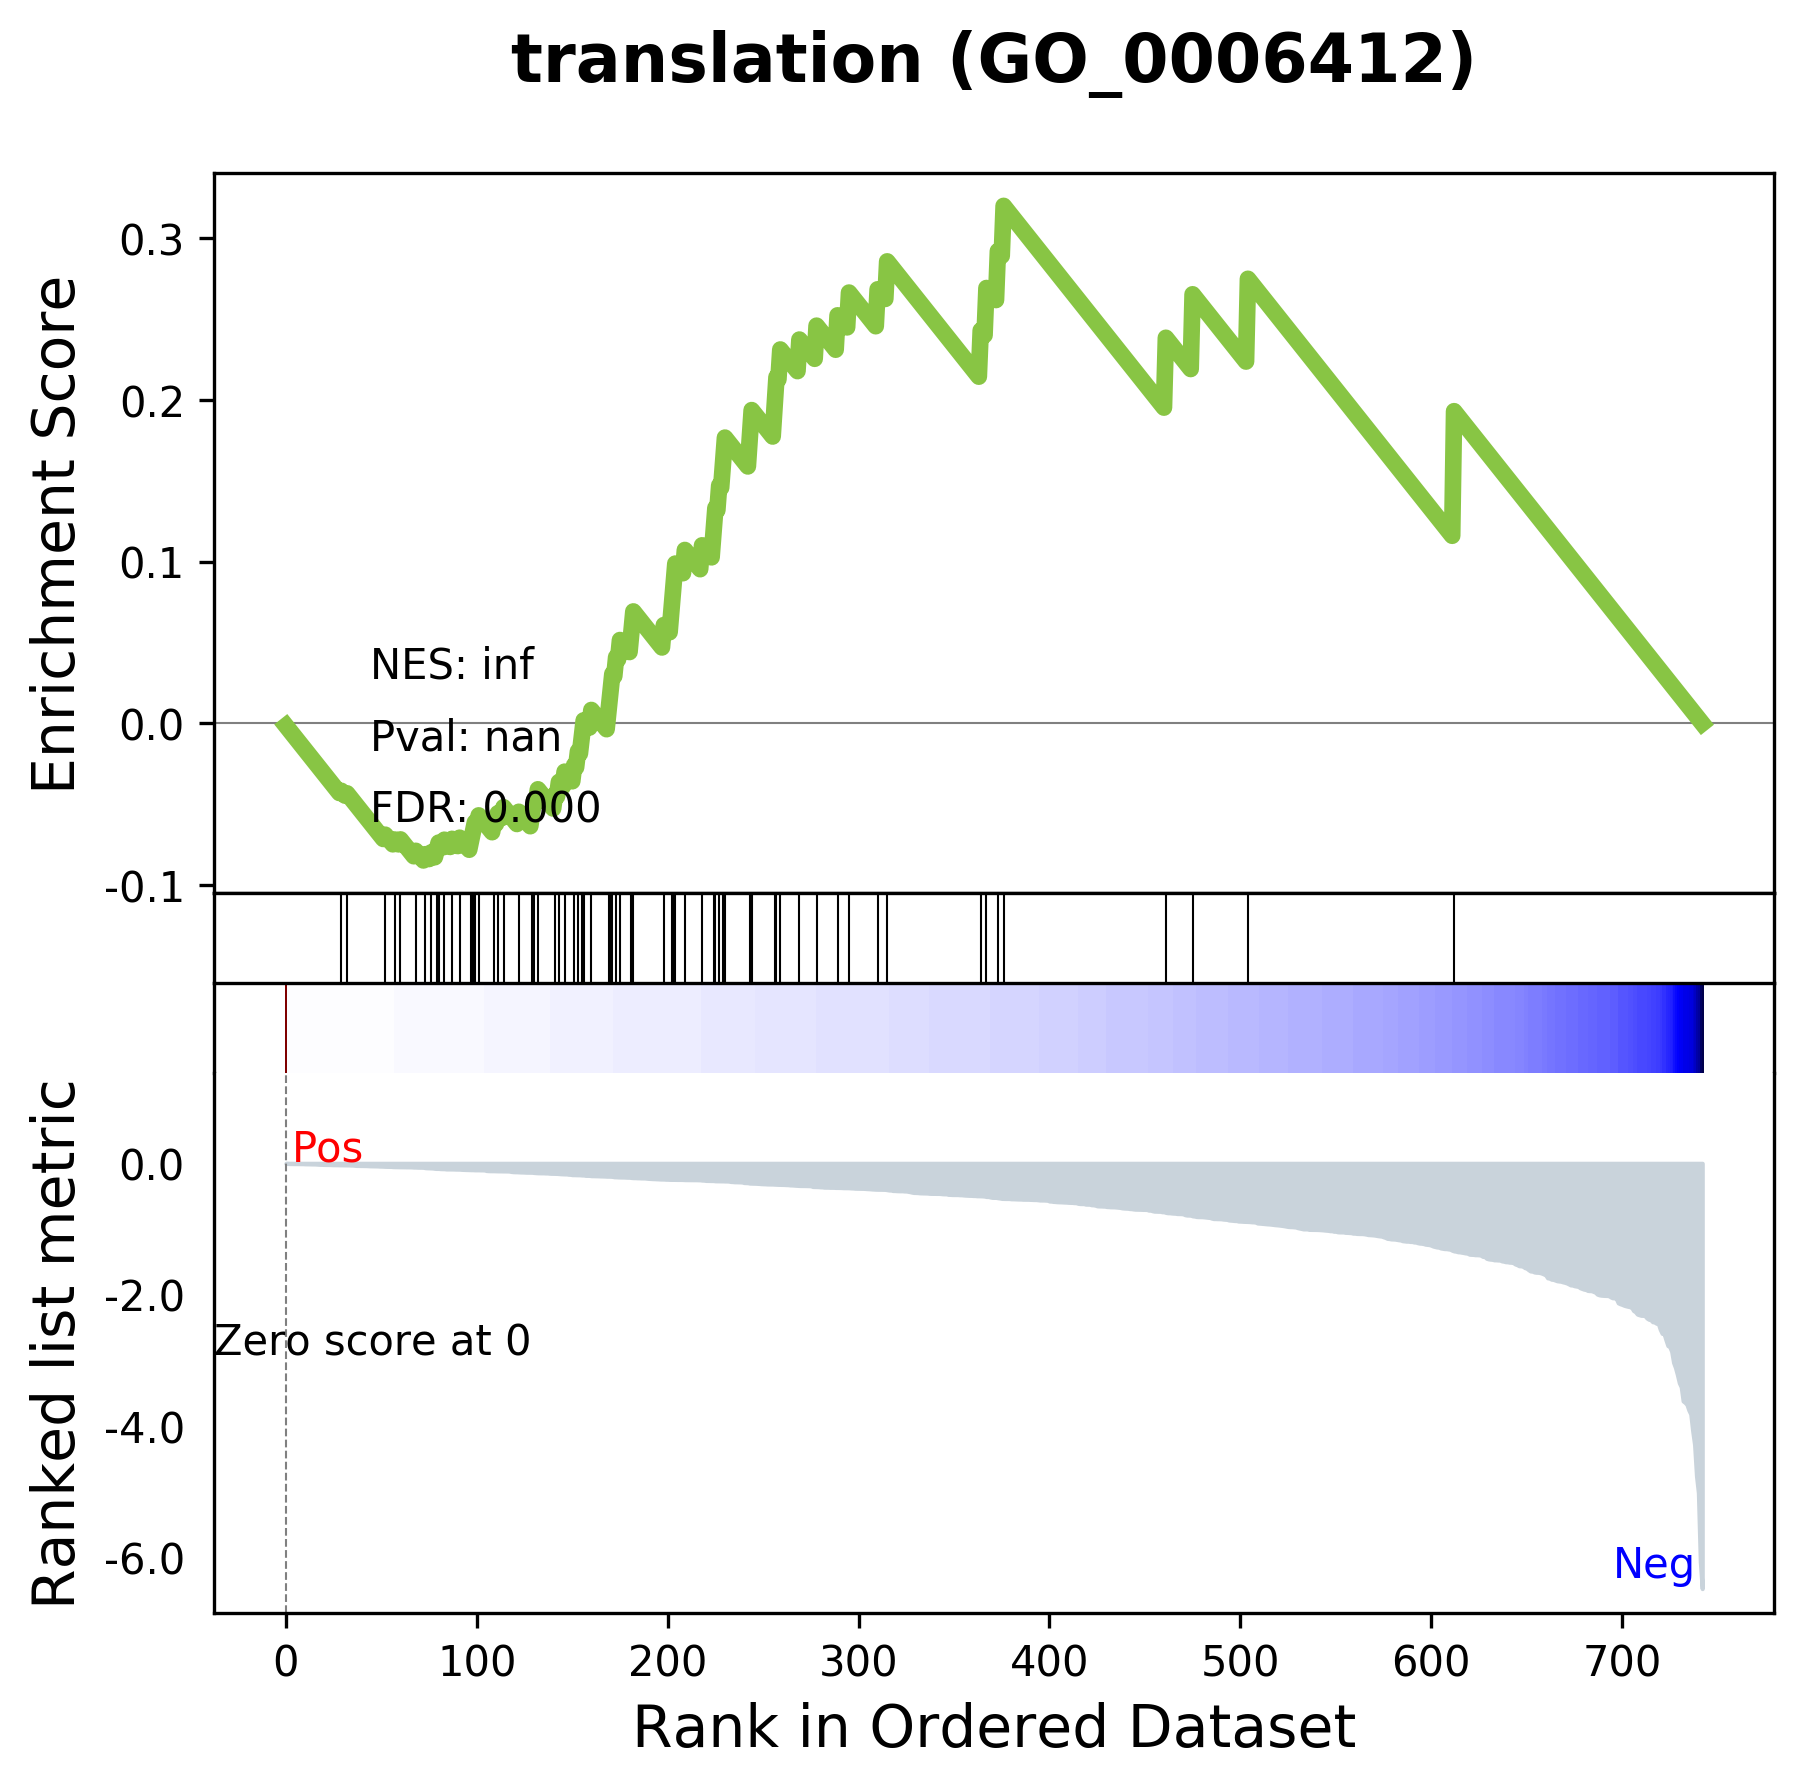 translation (GO_0006412)
Enrichment Score
0.3
0.2
0.1
0.0
-0.1
NES: inf
Pval: nan
FDR: 0.000
Ranked list metric
0.0
-2.0
-4.0
-6.0
Pos
Zero score at 0
Neg
0 100 200 300 400 500 600 700
Rank in Ordered Dataset